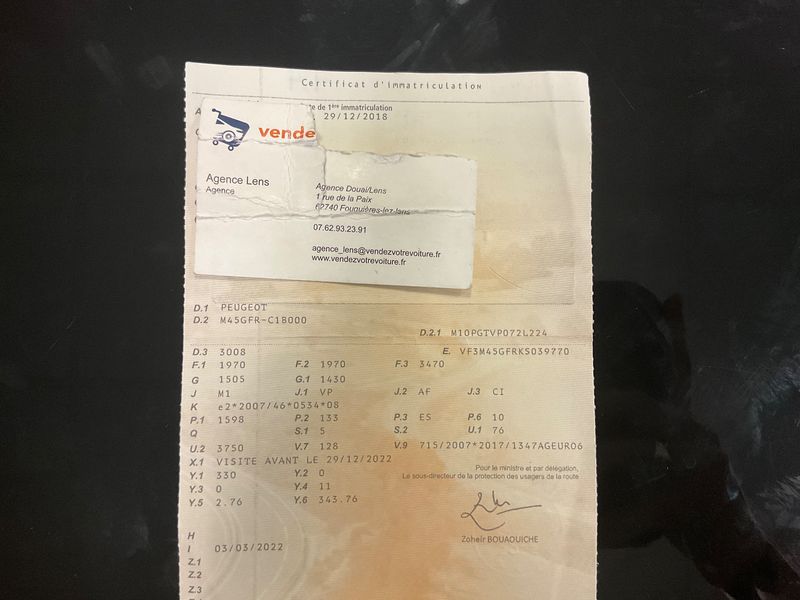 Certificat d'immatriculation
de 1ère immatriculation
29/12/2018
vende
Agence Lens
Agence
Agence Douai/Lens
1 rue de la Paix
62740 Fouquières-lez-lens
07.62.93.23.91
agence_lens@vendezvotrevoiture.fr
www.vendezvotrevoiture.fr
D.1 PEUGEOT
D.2 M45GFR-C1B000
D.2.1 M10PGTVP072L224
D.3 3008 E. VF3M45GFRKS039770
F.1 1970 F.2 1970 F.3 3470
G 1505 G.1 1430
J M1 J.1 VP J.2 AF J.3 CI
K e2*2007/46*0534*08
P.1 1598 P.2 133 P.3 ES P.6 10
Q S.1 5 S.2 U.1 76
U.2 3750 V.7 128 V.9 715/2007*2017/1347AGEURO6
X.1 VISITE AVANT LE 29/12/2022
Y.1 330 Y.2 0
Y.3 0 Y.4 11
Y.5 2.76 Y.6 343.76
Pour le ministre et par délégation,
Le sous-directeur de la protection des usagers de la route
Zoheir BOUAOUICHE
H
I 03/03/2022
Z.1
Z.2
Z.3